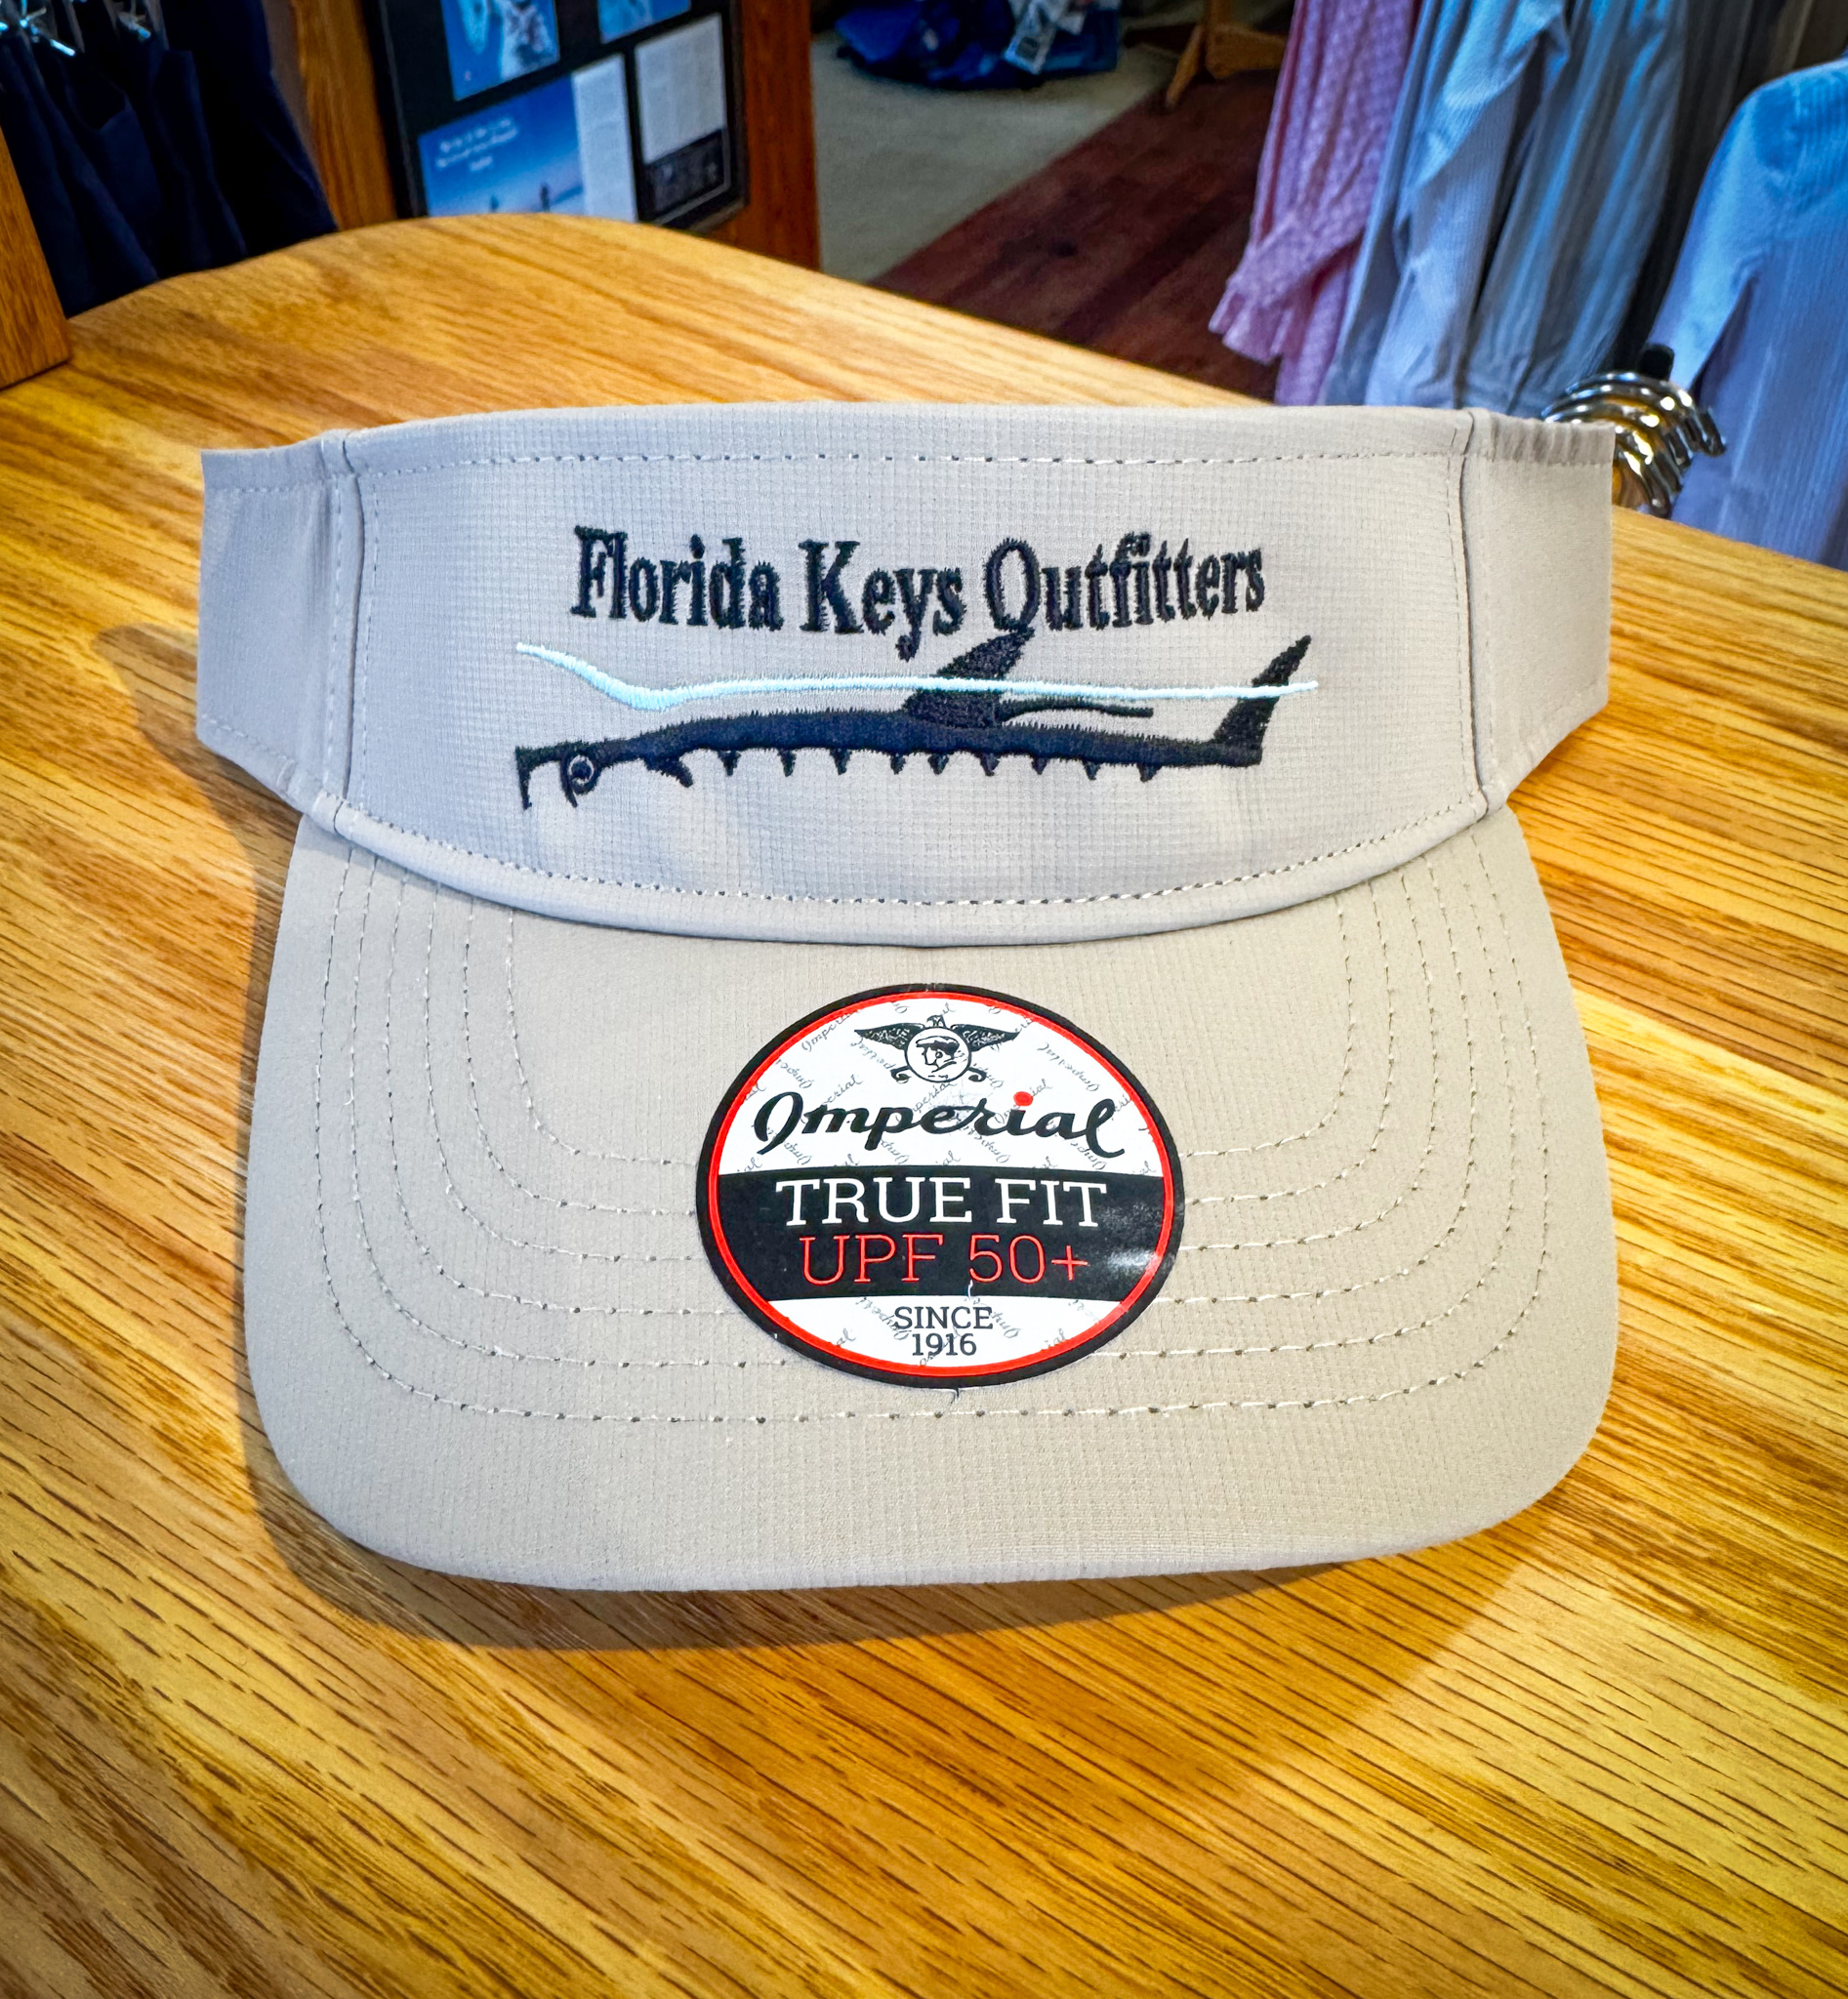 Florida Keys Outfitters
Imperial
TRUE FIT
UPF 50+
SINCE
1916